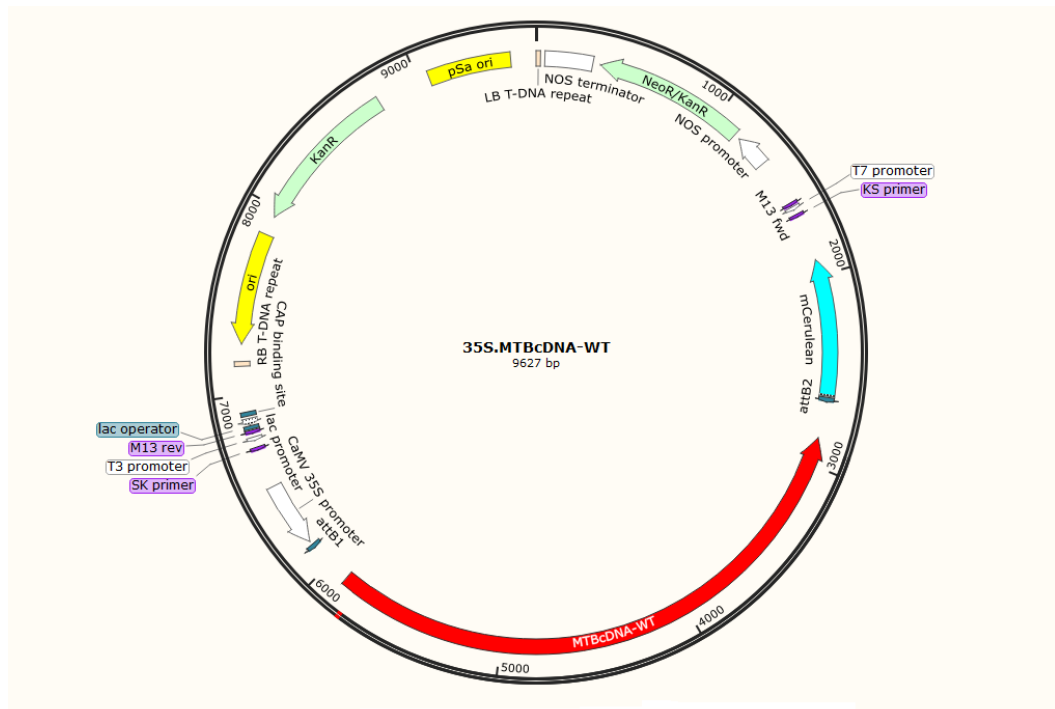 9000
pSa ori
LB T-DNA repeat
NOS terminator
NeoR/KanR
1000
NOS promoter
T7 promoter
KS primer
M13 fwd
2000
mCerulean
attB2
3000
MTBcDNA-WT
4000
5000
6000
attB1
CaMV 35S promoter
lac promoter
SK primer
T3 promoter
M13 rev
lac operator
7000
CAP binding site
RB T-DNA repeat
ori
8000
KanR
35S.MTBcDNA-WT
9627 bp